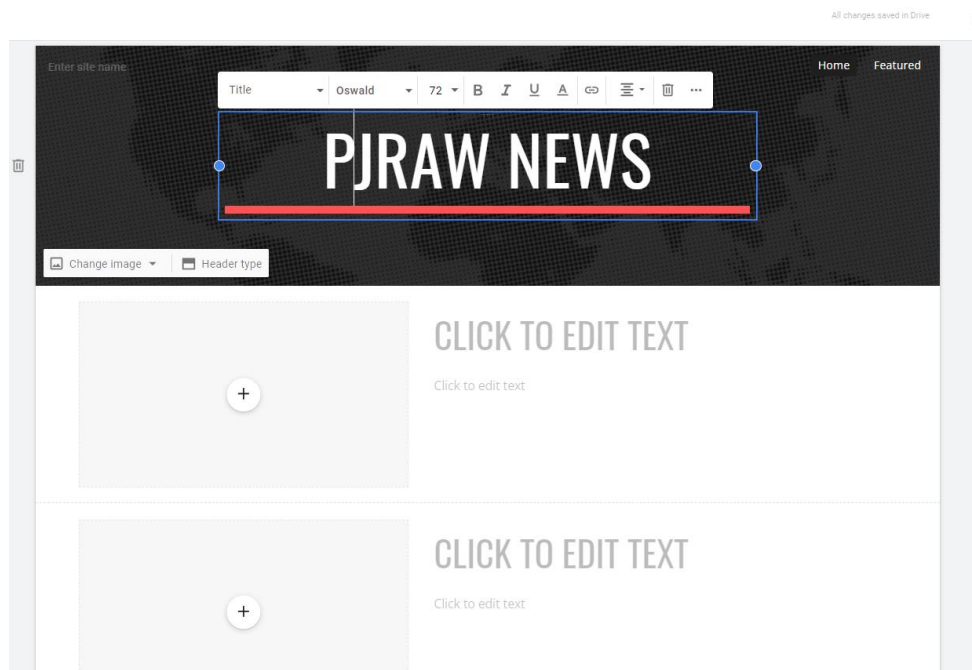 All changes saved in Drive
Enter site name
Home Featured
Title Oswald 72 B I U A
PJRAW NEWS
Change image Header type
CLICK TO EDIT TEXT
Click to edit text
CLICK TO EDIT TEXT
Click to edit text